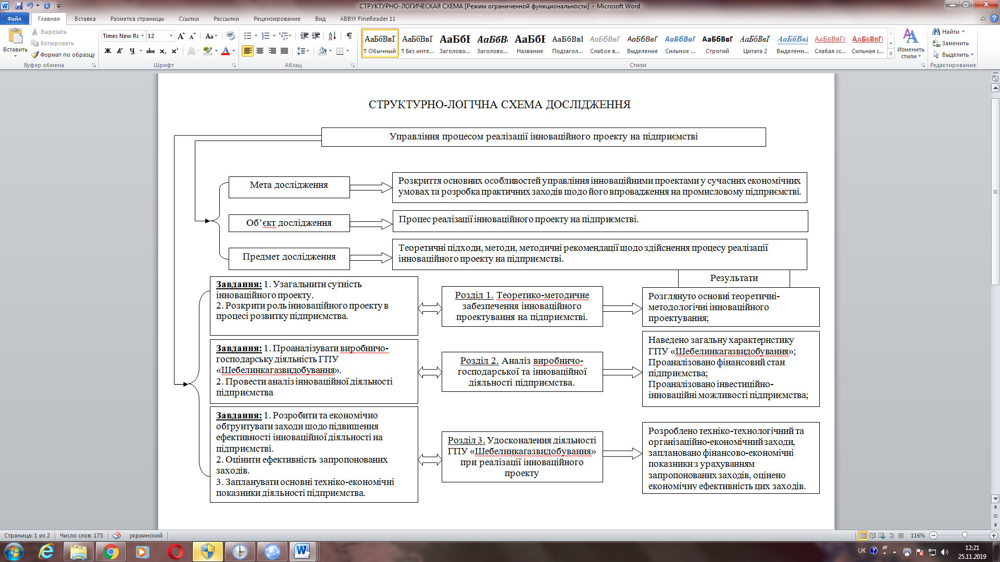 СТРУКТУРНО-ЛОГИЧЕСКАЯ СХЕМА [Режим ограниченной функциональности] - Microsoft Word
Файл
Главная
Вставка
Разметка страницы
Ссылки
Рассылки
Рецензирование
Вид
ABBYY FineReader 11
Вставить
Вырезать
Копировать
Формат по образцу
Буфер обмена
Times New Rc
12
Шрифт
Абзац
АаБбВвІ
АаБбВвІ
АаБбЕ
АаБбВ
АаБбЕ
АаБбВвІ
АаБбВвГ
АаБбВвГ
АаБбВвГ
АаБбВвГ
АаБбВвІ
АаБбВвІ
ААБбВвГг
ААБбВвГг
¶ Обычный
¶ Без инте...
Заголово...
Заголово...
Название
Подзагол...
Слабое в...
Выделение
Сильное ...
Строгий
Цитата 2
Выделенн...
Слабая сс...
Сильная с...
Стили
Изменить
стили
Найти
Заменить
Выделить
Редактирование
СТРУКТУРНО-ЛОГІЧНА СХЕМА ДОСЛІДЖЕННЯ
Управління процесом реалізації інноваційного проекту на підприємстві
Мета дослідження
Розкриття основних особливостей управління інноваційними проектами у сучасних економічних
умовах та розробка практичних заходів щодо його впровадження на промисловому підприємстві.
Об’єкт дослідження
Процес реалізації інноваційного проекту на підприємстві.
Предмет дослідження
Теоретичні підходи, методи, методичні рекомендації щодо здійснення процесу реалізації
інноваційного проекту на підприємстві.
Результати
Завдання: 1. Узагальнити сутність
інноваційного проекту.
2. Розкрити роль інноваційного проекту в
процесі розвитку підприємства.
Розділ 1. Теоретико-методичне
забезпечення інноваційного
проектування на підприємстві.
Розглянуто основні теоретичні-
методологічні інноваційного
проектування;
Завдання: 1. Проаналізувати виробничо-
господарську діяльність ГПУ
«Шебелинкагазвидобування».
2. Провести аналіз інноваційної діяльності
підприємства
Розділ 2. Аналіз виробничо-
господарської та інноваційної
діяльності підприємства.
Наведено загальну характеристику
ГПУ «Шебелинкагазвидобування»;
Проаналізовано фінансовий стан
підприємства;
Проаналізовано інвестиційно-
інноваційні можливості підприємства;
Завдання: 1. Розробити та економічно
обґрунтувати заходи щодо підвищення
ефективності інноваційної діяльності на
підприємстві.
2. Оцінити ефективність запропонованих
заходів.
3. Запланувати основні техніко-економічні
показники діяльності підприємства.
Розділ 3. Удосконалення діяльності
ГПУ «Шебелинкагазвидобування»
при реалізації інноваційного
проекту
Розроблено техніко-технологічний та
організаційно-економічний заходи,
заплановано фінансово-економічні
показники з урахуванням
запропонованих заходів, оцінено
економічну ефективність цих заходів.
Страница: 1 из 2
Число слов: 173
украинский
116%
UK
12:21
25.11.2019